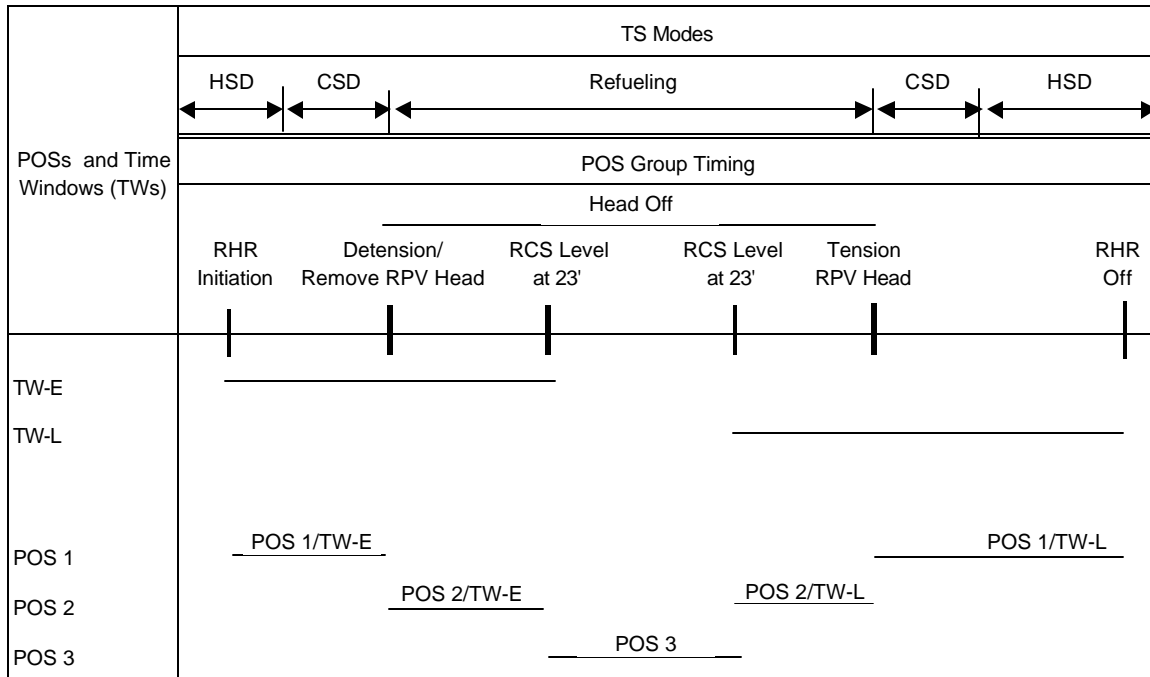 TS Modes
HSD CSD Refueling CSD HSD
POSs and Time
Windows (TWs)
POS Group Timing
Head Off
RHR
Initiation
Detension/
Remove RPV Head
RCS Level
at 23'
RCS Level
at 23'
Tension
RPV Head
RHR
Off
TW-E
TW-L
POS 1 POS 1/TW-E POS 1/TW-L
POS 2 POS 2/TW-E POS 2/TW-L
POS 3 POS 3